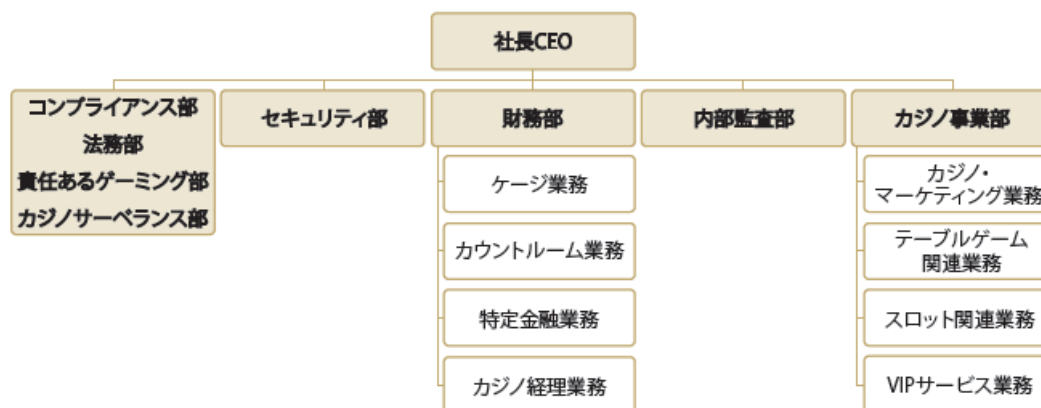 社長CEO
コンプライアンス部
法務部
責任あるゲーミング部
カジノサーベランス部
セキュリティ部
財務部
内部監査部
カジノ事業部
ケージ業務
カウントルーム業務
特定金融業務
カジノ経理業務
カジノ・
マーケティング業務
テーブルゲーム
関連業務
スロット関連業務
VIPサービス業務